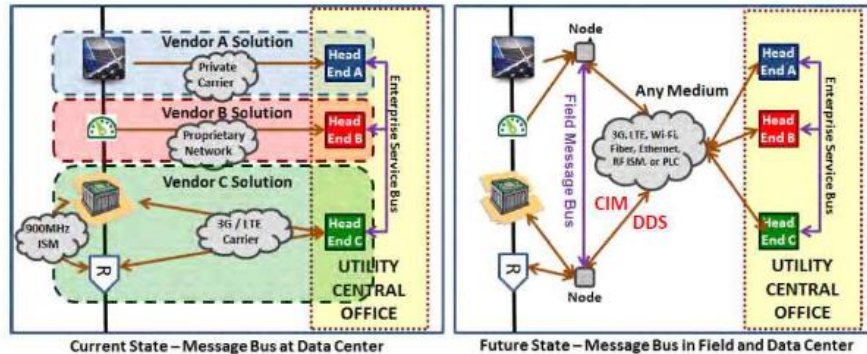 Vendor A Solution
Private
Carrier
Head
End A
Vendor B Solution
Proprietary
Network
Head
End B
Vendor C Solution
900MHz
ISM
3G / LTE
Carrier
Head
End C
R
Enterprise Service Bus
UTILITY
CENTRAL
OFFICE
Current State – Message Bus at Data Center
Node
Any Medium
Field Message Bus
3G, LTE, Wi-Fi,
Fiber, Ethernet,
RF ISM, or PLC
CIM
DDS
Node
R
Head
End A
Head
End B
Head
End C
Enterprise Service Bus
UTILITY
CENTRAL
OFFICE
Future State – Message Bus in Field and Data Center